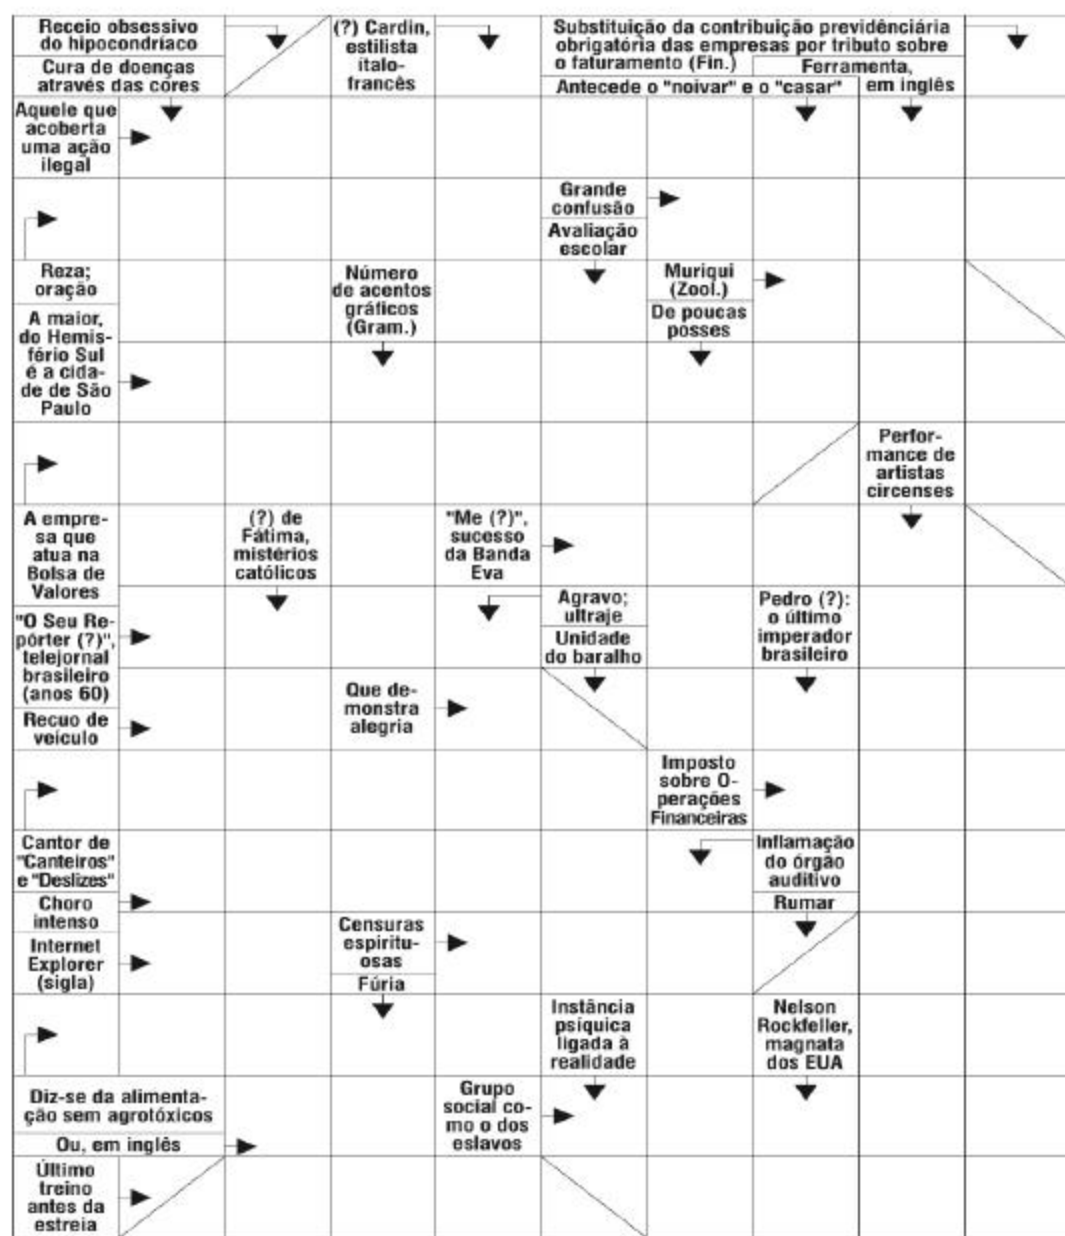 Receio obsessivo
do hipocondríaco
Cura de doenças
através das cores
(?) Cardin,
estilista
ítalo-
francês
Substituição da contribuição previdênciária
obrigatória das empresas por tributo sobre
o faturamento (Fin.)
Antecede o "noivar" e o "casar"
Ferramenta,
em inglês
Aquele que
acoberta
uma ação
ilegal
Grande
confusão
Avaliação
escolar
Reza;
oração
A maior,
do Hemis-
fério Sul
é a cida-
de de São
Paulo
Número
de acentos
gráficos
(Gram.)
Muriqui
(Zool.)
De poucas
posses
Perfor-
mance de
artistas
circenses
A empre-
sa que
atua na
Bolsa de
Valores
(?) de
Fátima,
mistérios
católicos
"Me (?)",
sucesso
da Banda
Eva
"O Seu Re-
pórter (?)",
telejornal
brasileiro
(anos 60)
Agravo;
ultraje
Unidade
do baralho
Pedro (?):
o último
imperador
brasileiro
Recuo de
veículo
Que de-
monstra
alegria
Imposto
sobre O-
perações
Financeiras
Cantor de
"Canteiros"
e "Deslizes"
Choro
intenso
Inflamação
do órgão
auditivo
Rumar
Internet
Explorer
(sigla)
Censuras
espiritu-
osas
Fúria
Instância
psíquica
ligada à
realidade
Nelson
Rockfeller,
magnata
dos EUA
Diz-se da alimenta-
ção sem agrotóxicos
Ou, em inglês
Grupo
social co-
mo o dos
eslavos
Último
treino
antes da
estreia